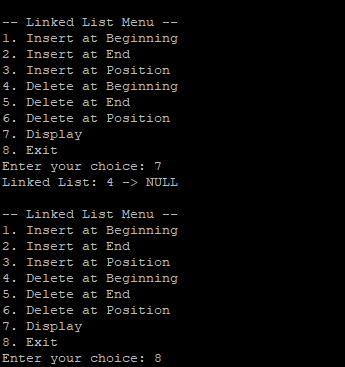 -- Linked List Menu --
1. Insert at Beginning
2. Insert at End
3. Insert at Position
4. Delete at Beginning
5. Delete at End
6. Delete at Position
7. Display
8. Exit
Enter your choice: 7
Linked List: 4 -> NULL
-- Linked List Menu --
1. Insert at Beginning
2. Insert at End
3. Insert at Position
4. Delete at Beginning
5. Delete at End
6. Delete at Position
7. Display
8. Exit
Enter your choice: 8